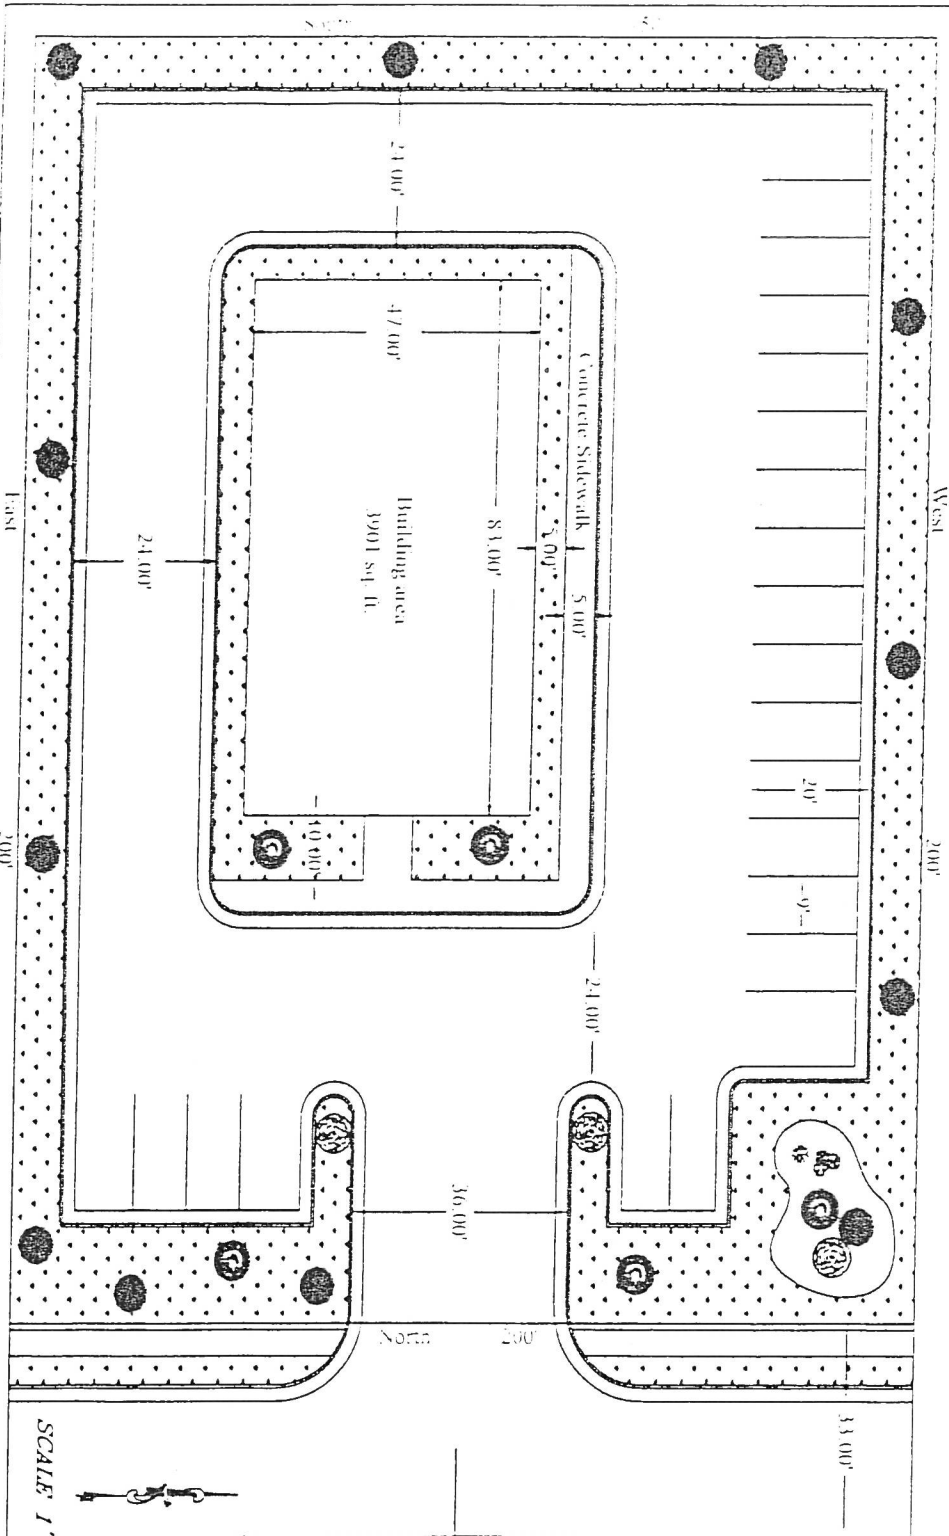 24.00'
47.00'
Concrete Sidewalk
5.00'
5.00'
83.00'
Building area
3901 sq. ft.
24.00'
East
200'
West
200'
20'
9'
10.00'
24.00'
36.00'
North 200'
33.00'
SCALE 1"